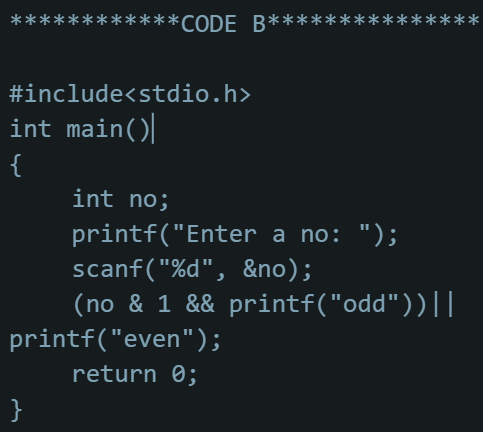 ************CODE B***************
#include<stdio.h>
int main()
{
int no;
printf("Enter a no: ");
scanf("%d", &no);
(no & 1 && printf("odd"))||
printf("even");
return 0;
}